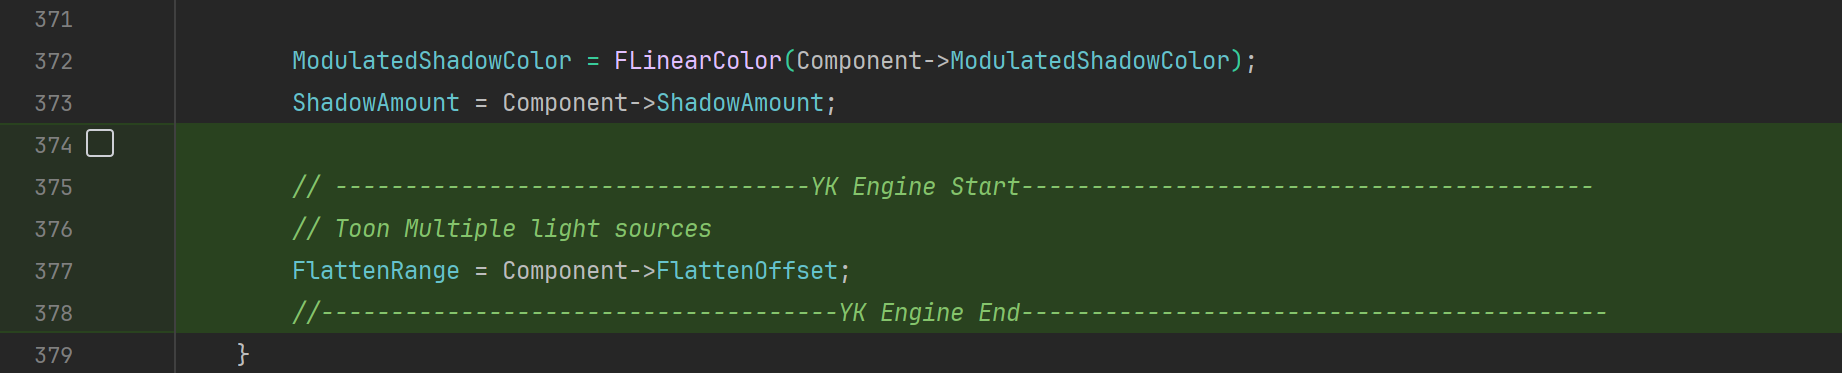 371
372 ModulatedShadowColor = FLinearColor(Component->ModulatedShadowColor);
373 ShadowAmount = Component->ShadowAmount;
374
375 // ----------------------------------YK Engine Start-----------------------------------------
376 // Toon Multiple light sources
377 FlattenRange = Component->FlattenOffset;
378 //-------------------------------------YK Engine End------------------------------------------
379 }